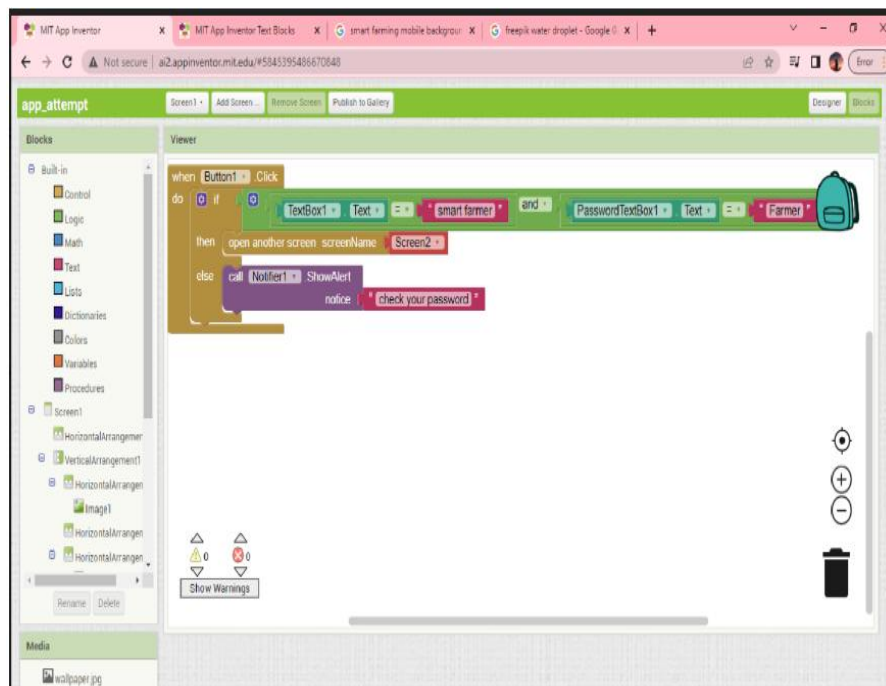 MIT App Inventor
MIT App Inventor Test Blocks
smart farming mobile backgroun
freepik water droplet - Google
Not secure | ai2.appinventor.mit.edu/#5845395486670848
Error
app_attempt
Screen1
Add Screen ...
Remove Screen
Publish to Gallery
Designer
Blocks
Blocks
Viewer
Built-in
Control
Logic
Math
Text
Lists
Dictionaries
Colors
Variables
Procedures
Screen1
HorizontalArrangemer
VerticalArrangement1
HorizontalArrangen
Image1
HorizontalArrangen
HorizontalArrangen
Rename Delete
Media
wallpaper.jpg
when Button1 .Click
do if TextBox1 . Text = " smart farmer " and PasswordTextBox1 . Text = " Farmer "
then open another screen screenName Screen2
else call Notifier1 .ShowAlert
notice " check your password "
0 0
Show Warnings